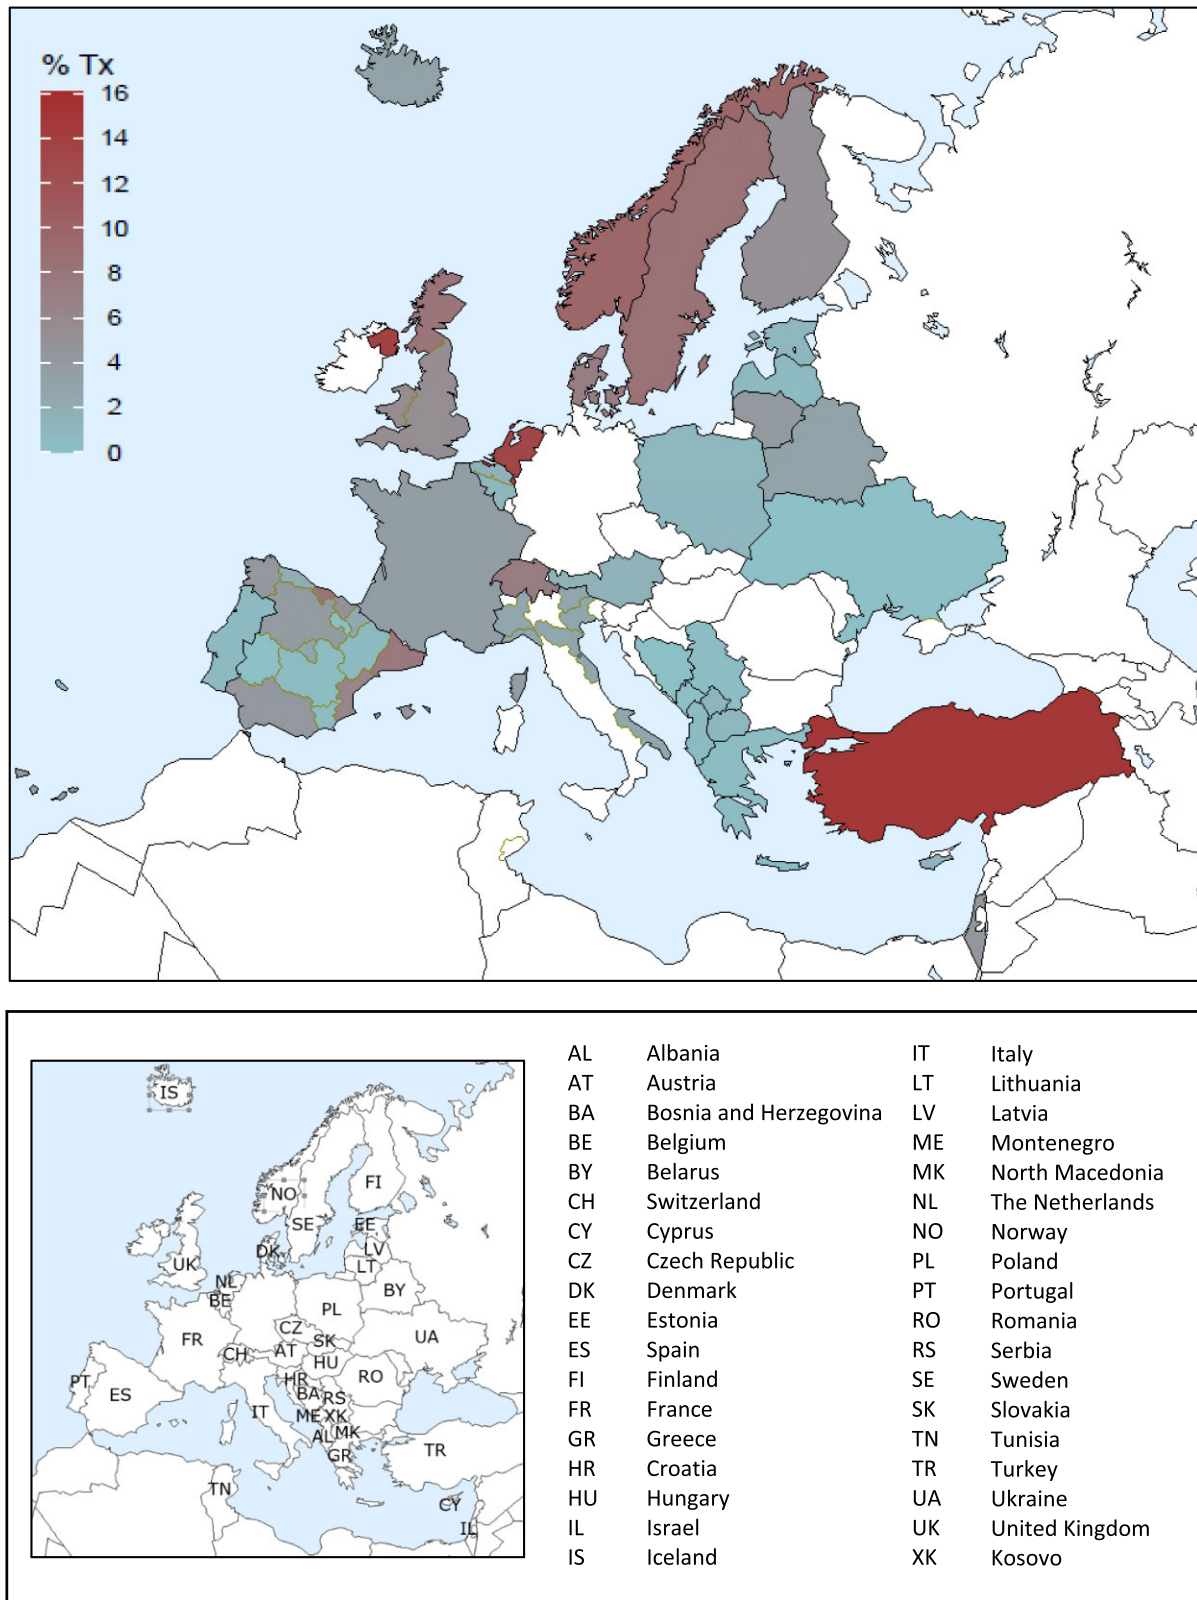 % Tx
16
14
12
10
8
6
4
2
0
IS
NO
FI
SE
EE
DK
LV
LT
UK
NL
BE
BY
PL
FR
CZ
SK
UA
CH
AT
HU
RO
PT
ES
HR
BA
RS
IT
ME
XK
AL
MK
GR
TR
TN
CY
IL
AL Albania
AT Austria
BA Bosnia and Herzegovina
BE Belgium
BY Belarus
CH Switzerland
CY Cyprus
CZ Czech Republic
DK Denmark
EE Estonia
ES Spain
FI Finland
FR France
GR Greece
HR Croatia
HU Hungary
IL Israel
IS Iceland
IT Italy
LT Lithuania
LV Latvia
ME Montenegro
MK North Macedonia
NL The Netherlands
NO Norway
PL Poland
PT Portugal
RO Romania
RS Serbia
SE Sweden
SK Slovakia
TN Tunisia
TR Turkey
UA Ukraine
UK United Kingdom
XK Kosovo